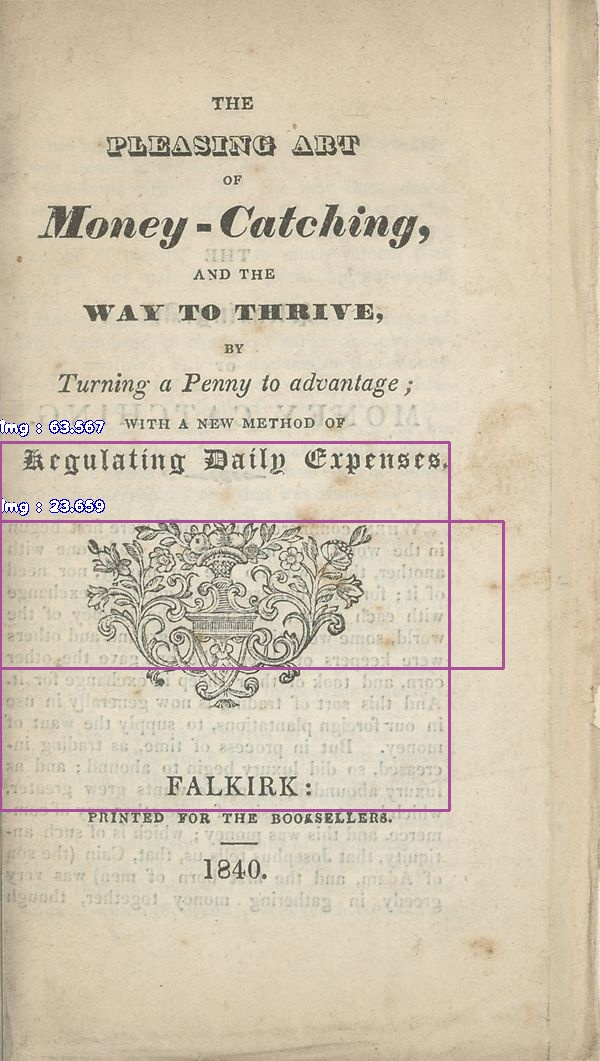 THE
PLEASING ART
OF
Money-Catching,
AND THE
WAY TO THRIVE,
BY
Turning a Penny to advantage;
WITH A NEW METHOD OF
img : 63.567
Regulating Daily Expenses.
img : 23.659
FALKIRK:
PRINTED FOR THE BOOKSELLERS.
1840.